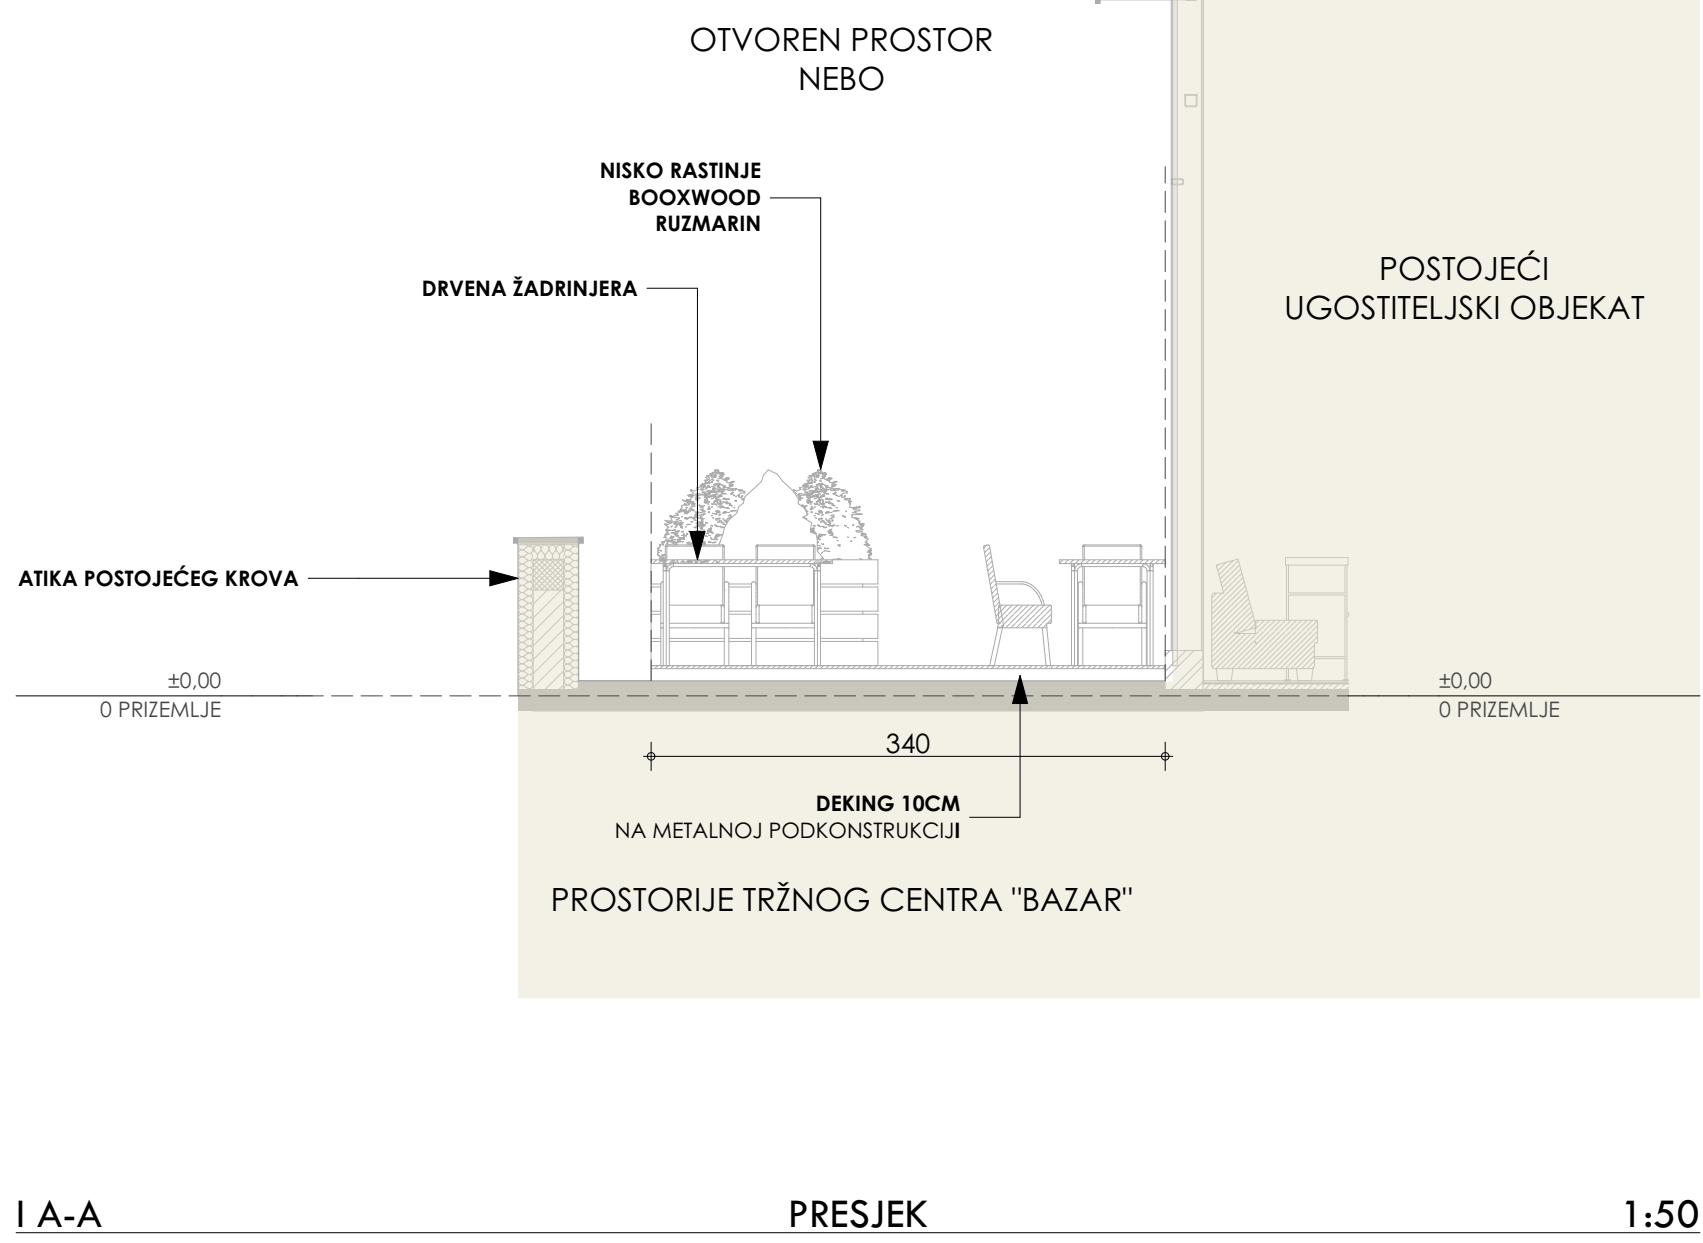 OTVOREN PROSTOR
NEBO
NISKO RASTINJE
BOOXWOOD
RUZMARIN
DRVENA ŽADRINJERA
POSTOJEĆI
UGOSTITELJSKI OBJEKAT
ATIKA POSTOJEĆEG KROVA
±0,00
0 PRIZEMLJE
±0,00
0 PRIZEMLJE
340
DEKING 10CM
NA METALNOJ PODKONSTRUKCIJI
PROSTORIJE TRŽNOG CENTRA "BAZAR"
I A-A
PRESJEK
1:50